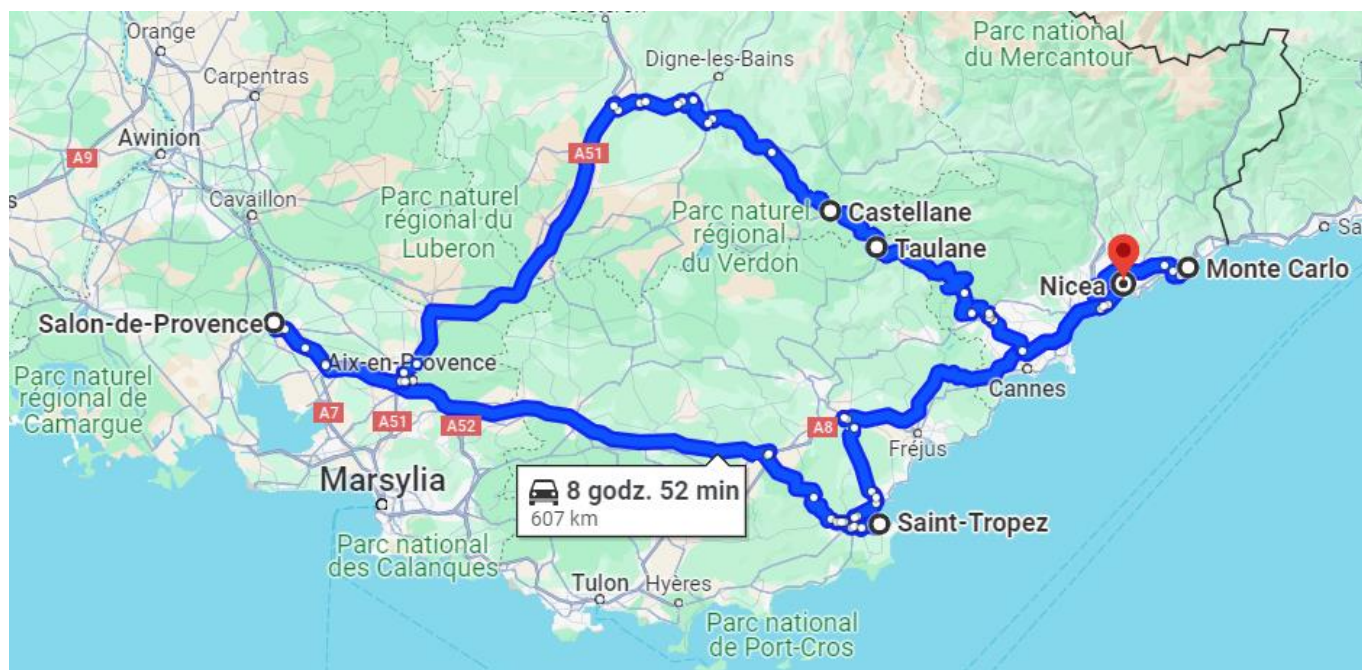 Sisteron
Orange
Parc national
du Mercantour
Digne-les-Bains
Carpentras
Awinion
A9
A51
Cavaillon
Parc naturel
régional du
Luberon
Parc naturel
régional
du Verdon
Castellane
Taulane
Nicea
Monte Carlo
Salon-de-Provence
Aix-en-Provence
Parc naturel
régional de
Camargue
Cannes
A7
A51
A52
A8
Fréjus
Marsylia
8 godz. 52 min
607 km
Saint-Tropez
Parc national
des Calanques
Tulon
Hyères
Parc national
de Port-Cros